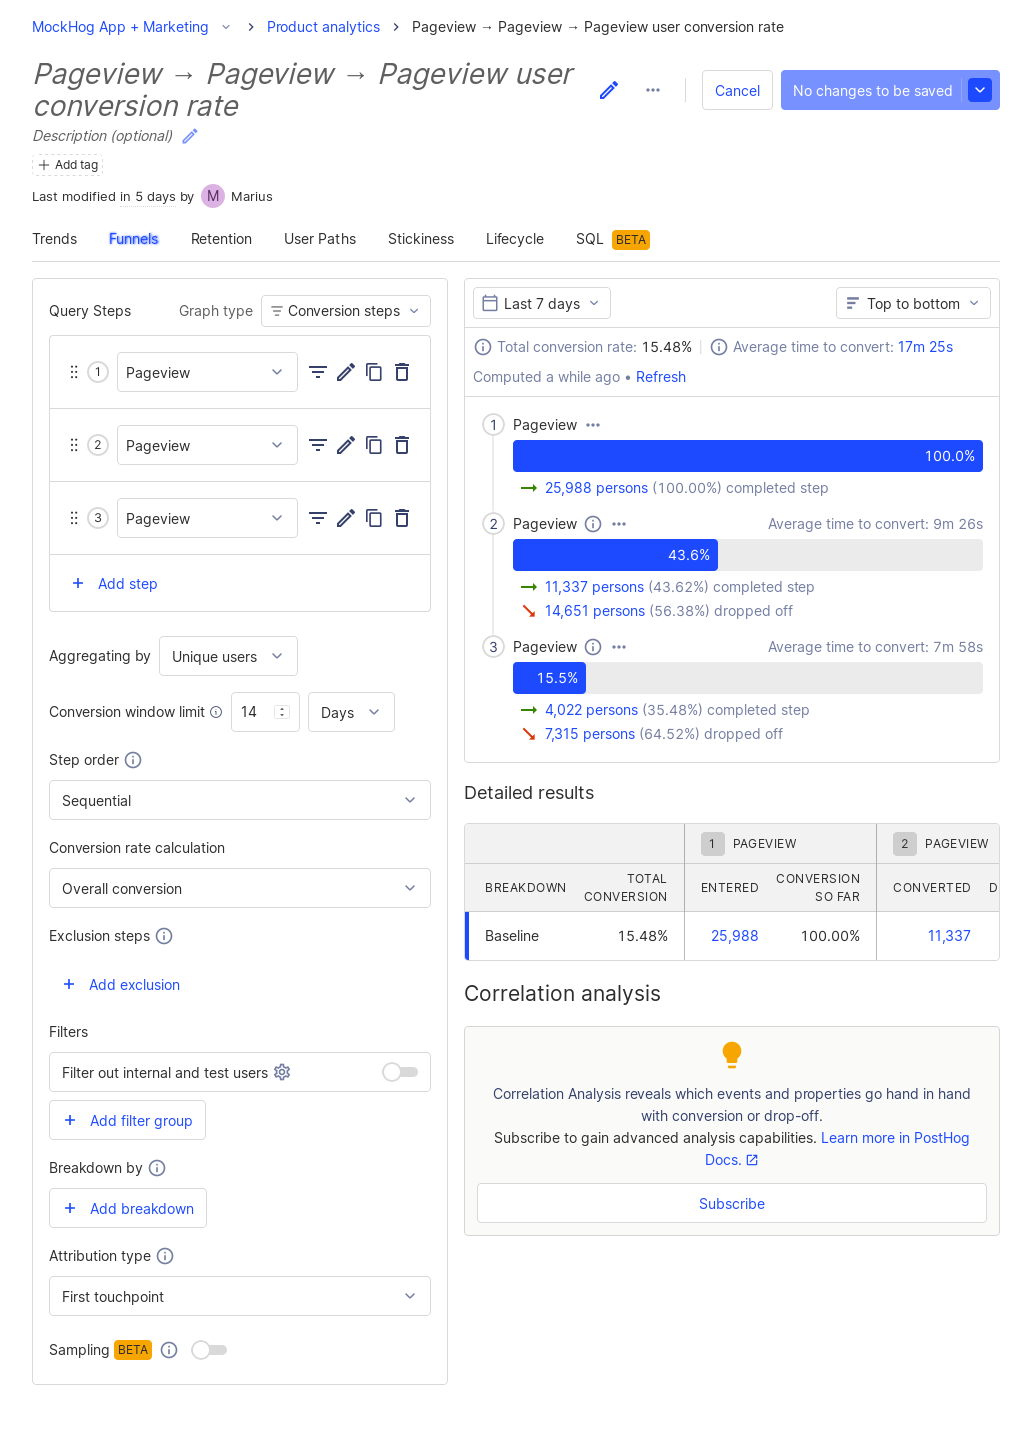 MockHog App + Marketing > Product analytics > Pageview → Pageview → Pageview user conversion rate
Pageview → Pageview → Pageview user
conversion rate
Cancel
No changes to be saved
Description (optional)
Add tag
Last modified in 5 days by M Marius
Trends Funnels Retention User Paths Stickiness Lifecycle SQL BETA
Query Steps
Graph type Conversion steps
1 Pageview
2 Pageview
3 Pageview
+ Add step
Aggregating by Unique users
Conversion window limit 14 Days
Step order
Sequential
Conversion rate calculation
Overall conversion
Exclusion steps
+ Add exclusion
Filters
Filter out internal and test users
+ Add filter group
Breakdown by
+ Add breakdown
Attribution type
First touchpoint
Sampling BETA
Last 7 days
Top to bottom
Total conversion rate: 15.48%
Average time to convert: 17m 25s
Computed a while ago • Refresh
1 Pageview
100.0%
→ 25,988 persons (100.00%) completed step
2 Pageview
Average time to convert: 9m 26s
43.6%
→ 11,337 persons (43.62%) completed step
↘ 14,651 persons (56.38%) dropped off
3 Pageview
Average time to convert: 7m 58s
15.5%
→ 4,022 persons (35.48%) completed step
↘ 7,315 persons (64.52%) dropped off
Detailed results
1 PAGEVIEW
2 PAGEVIEW
BREAKDOWN
TOTAL
CONVERSION
ENTERED
CONVERSION
SO FAR
CONVERTED
D
Baseline 15.48% 25,988 100.00% 11,337
Correlation analysis
Correlation Analysis reveals which events and properties go hand in hand
with conversion or drop-off.
Subscribe to gain advanced analysis capabilities. Learn more in PostHog
Docs.
Subscribe